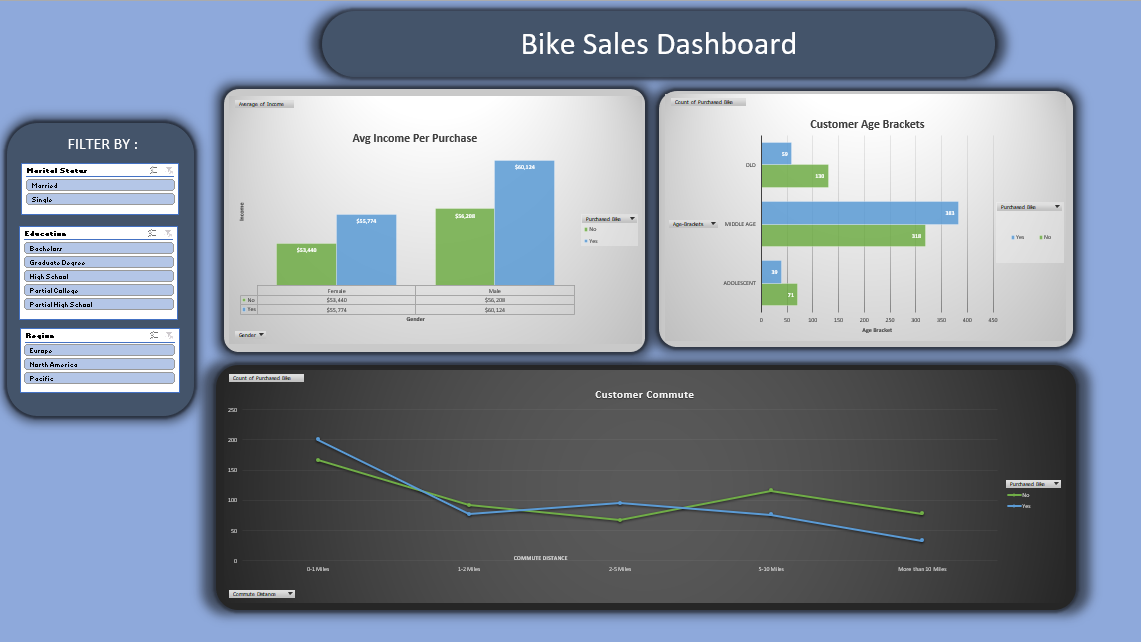 Bike Sales Dashboard
FILTER BY :
Marital Status
Married
Single
Education
Bachelors
Graduate Degree
High School
Partial College
Partial High School
Region
Europe
North America
Pacific
Average of Income
Avg Income Per Purchase
Income
$53,440
$55,774
$56,208
$60,124
Female Male
No $53,440 $56,208
Yes $55,774 $60,124
Gender
Gender
Purchased Bike
No
Yes
Count of Purchased Bike
Customer Age Brackets
Age-Brackets
OLD
59
130
MIDDLE AGE
383
318
ADOLESCENT
39
71
0 50 100 150 200 250 300 350 400 450
Age Bracket
Purchased Bike
Yes No
Count of Purchased Bike
Customer Commute
250
200
150
100
50
0
COMMUTE DISTANCE
0-1 Miles 1-2 Miles 2-5 Miles 5-10 Miles More than 10 Miles
Commute Distance
Purchased Bike
No
Yes